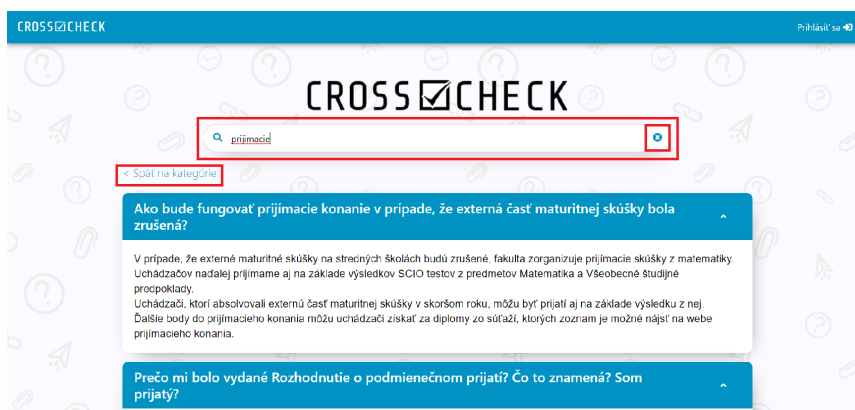 CROSS☑CHECK
Prihlásiť sa
CROSS☑CHECK
prijimacie
< Späť na kategórie
Ako bude fungovať prijímacie konanie v prípade, že externá časť maturitnej skúšky bola
zrušená?
V prípade, že externé maturitné skúšky na stredných školách budú zrušené, fakulta zorganizuje prijímacie skúšky z matematiky.
Uchádzačov naďalej prijímame aj na základe výsledkov SCIO testov z predmetov Matematika a Všeobecné študijné
predpoklady.
Uchádzači, ktorí absolvovali externú časť maturitnej skúšky v skoršom roku, môžu byť prijatí aj na základe výsledku z nej.
Ďalšie body do prijímacieho konania môžu uchádzači získať za diplomy zo súťaží, ktorých zoznam je možné nájsť na webe
prijímacieho konania.
Prečo mi bolo vydané Rozhodnutie o podmienečnom prijatí? Čo to znamená? Som
prijatý?